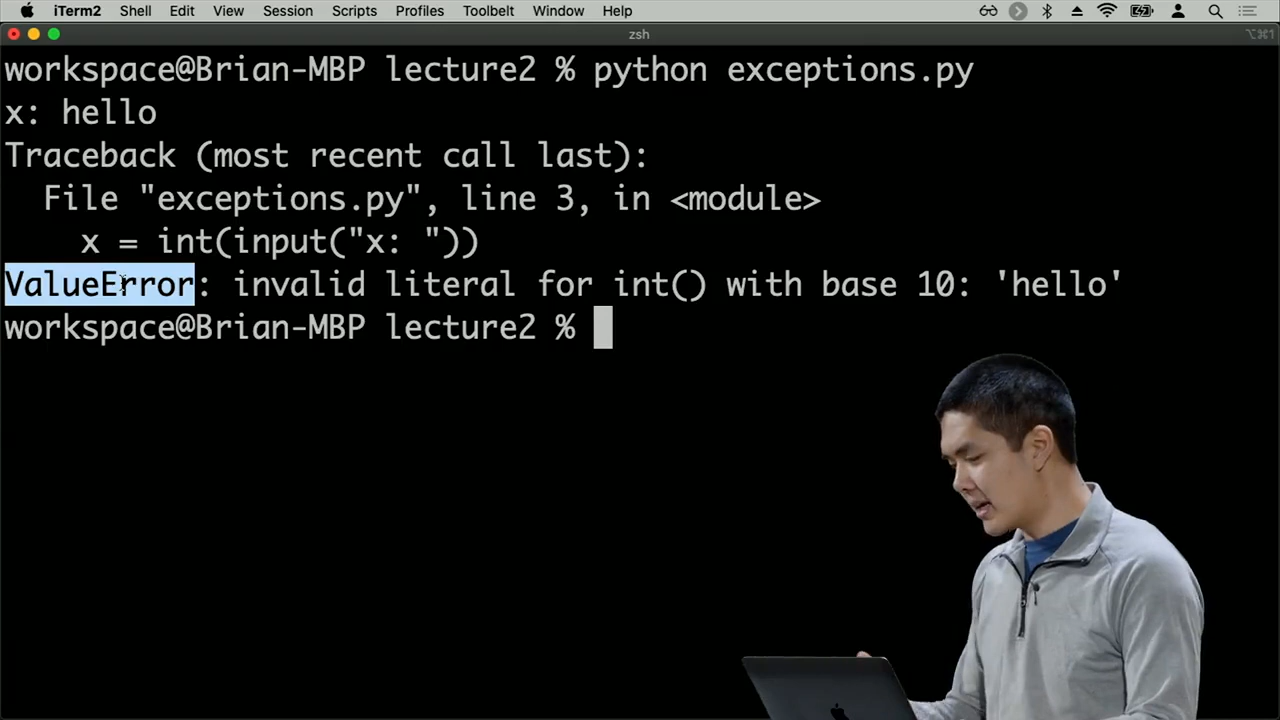 iTerm2 Shell Edit View Session Scripts Profiles Toolbelt Window Help
zsh
⌥⌘1
workspace@Brian-MBP lecture2 % python exceptions.py
x: hello
Traceback (most recent call last):
  File "exceptions.py", line 3, in <module>
    x = int(input("x: "))
ValueError: invalid literal for int() with base 10: 'hello'
workspace@Brian-MBP lecture2 %